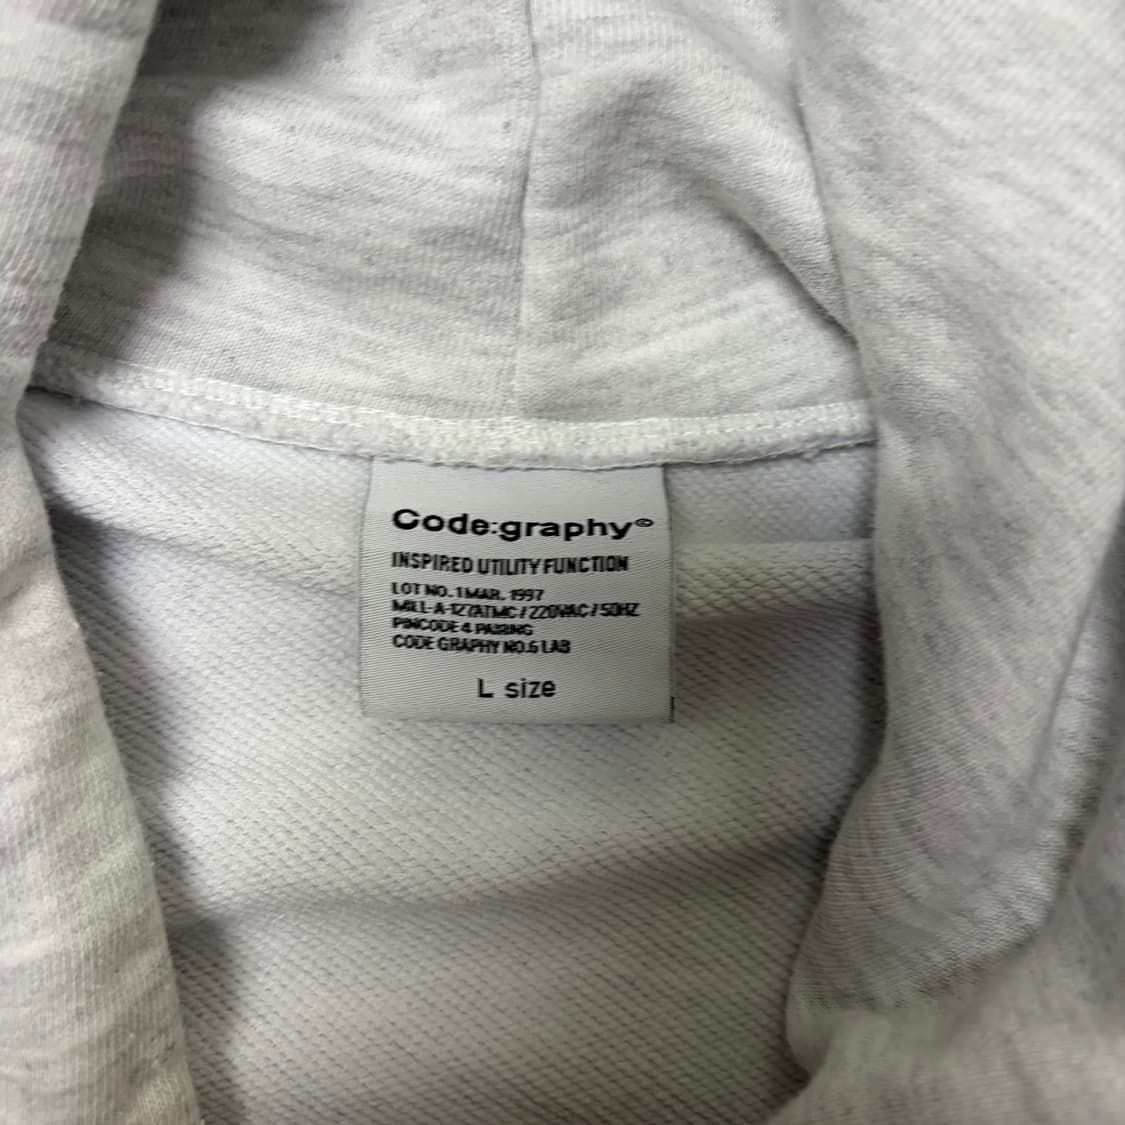 Code:graphy©
INSPIRED UTILITY FUNCTION
LOT NO. 1 MAR. 1997
MILL-A-127ATMC / 220VAC / 50HZ
PINCODE 4 PAIRING
CODE GRAPHY NO.6 LAB
L size